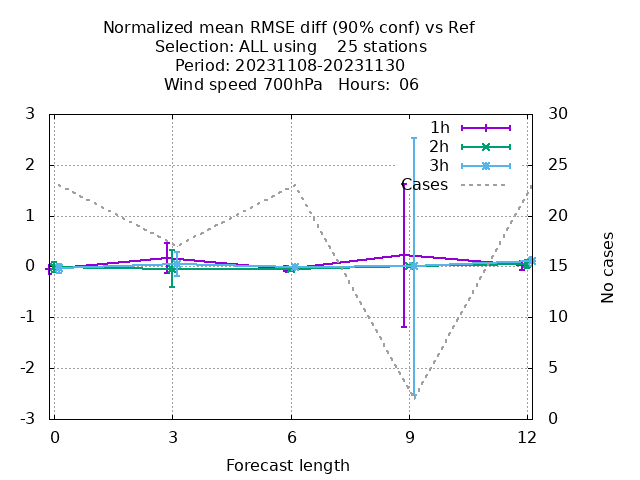 Normalized mean RMSE diff (90% conf) vs Ref
Selection: ALL using    25 stations
Period: 20231108-20231130
Wind speed 700hPa   Hours:  06
3 30
1h
2h
2 3h 25
Cases
1 20
0 15
No cases
-1 10
-2 5
-3 0
0 3 6 9 12
Forecast length